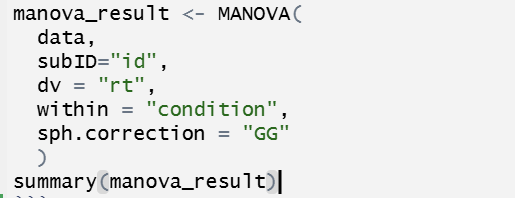 manova_result <- MANOVA(
  data,
  subID="id",
  dv = "rt",
  within = "condition",
  sph.correction = "GG"
  )
summary(manova_result)
```